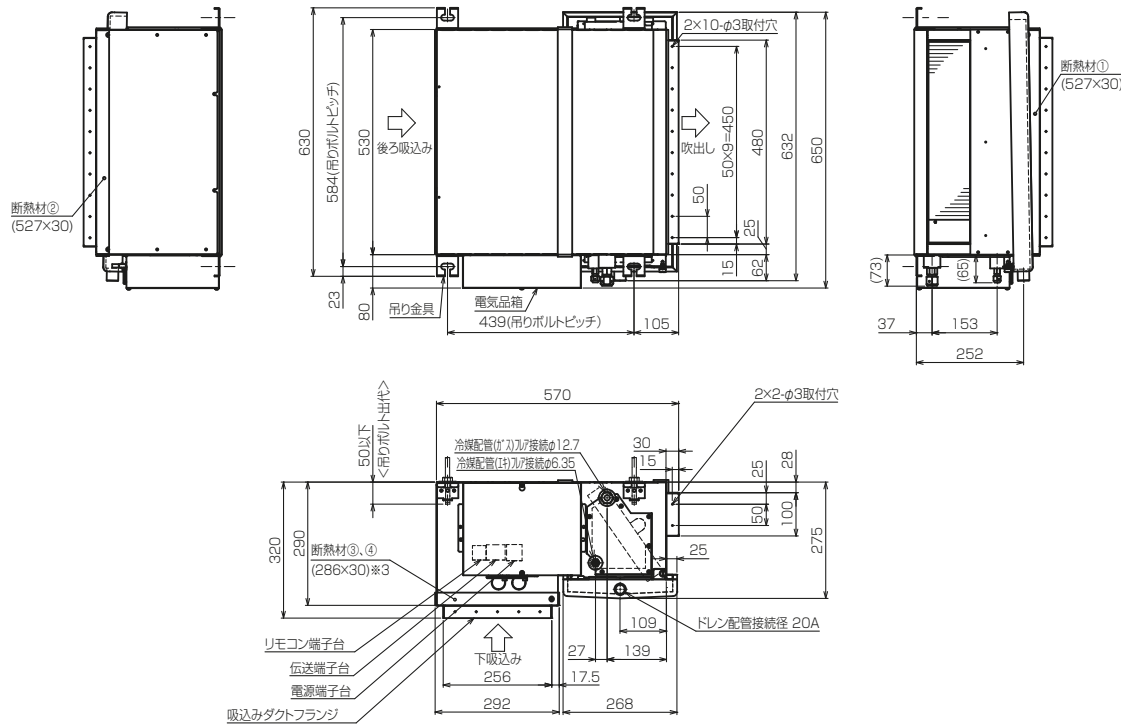 2×10-φ3取付穴
断熱材①
(527×30)
630
584(吊りボルトピッチ)
530
後ろ吸込み
吹出し
50×9=450
480
632
650
断熱材②
(527×30)
50
25
15
62
(73)
(65)
23
80
吊り金具
電気品箱
439(吊りボルトピッチ)
105
37
153
252
570
2×2-φ3取付穴
50以下
<吊りボルト出代>
冷媒配管(ガス)フレア接続φ12.7
冷媒配管(エキ)フレア接続φ6.35
30
15
25
28
50
100
275
320
290
断熱材③、④
(286×30)※3
25
リモコン端子台
伝送端子台
電源端子台
吸込みダクトフランジ
下吸込み
109
ドレン配管接続径 20A
27
139
256
17.5
292
268